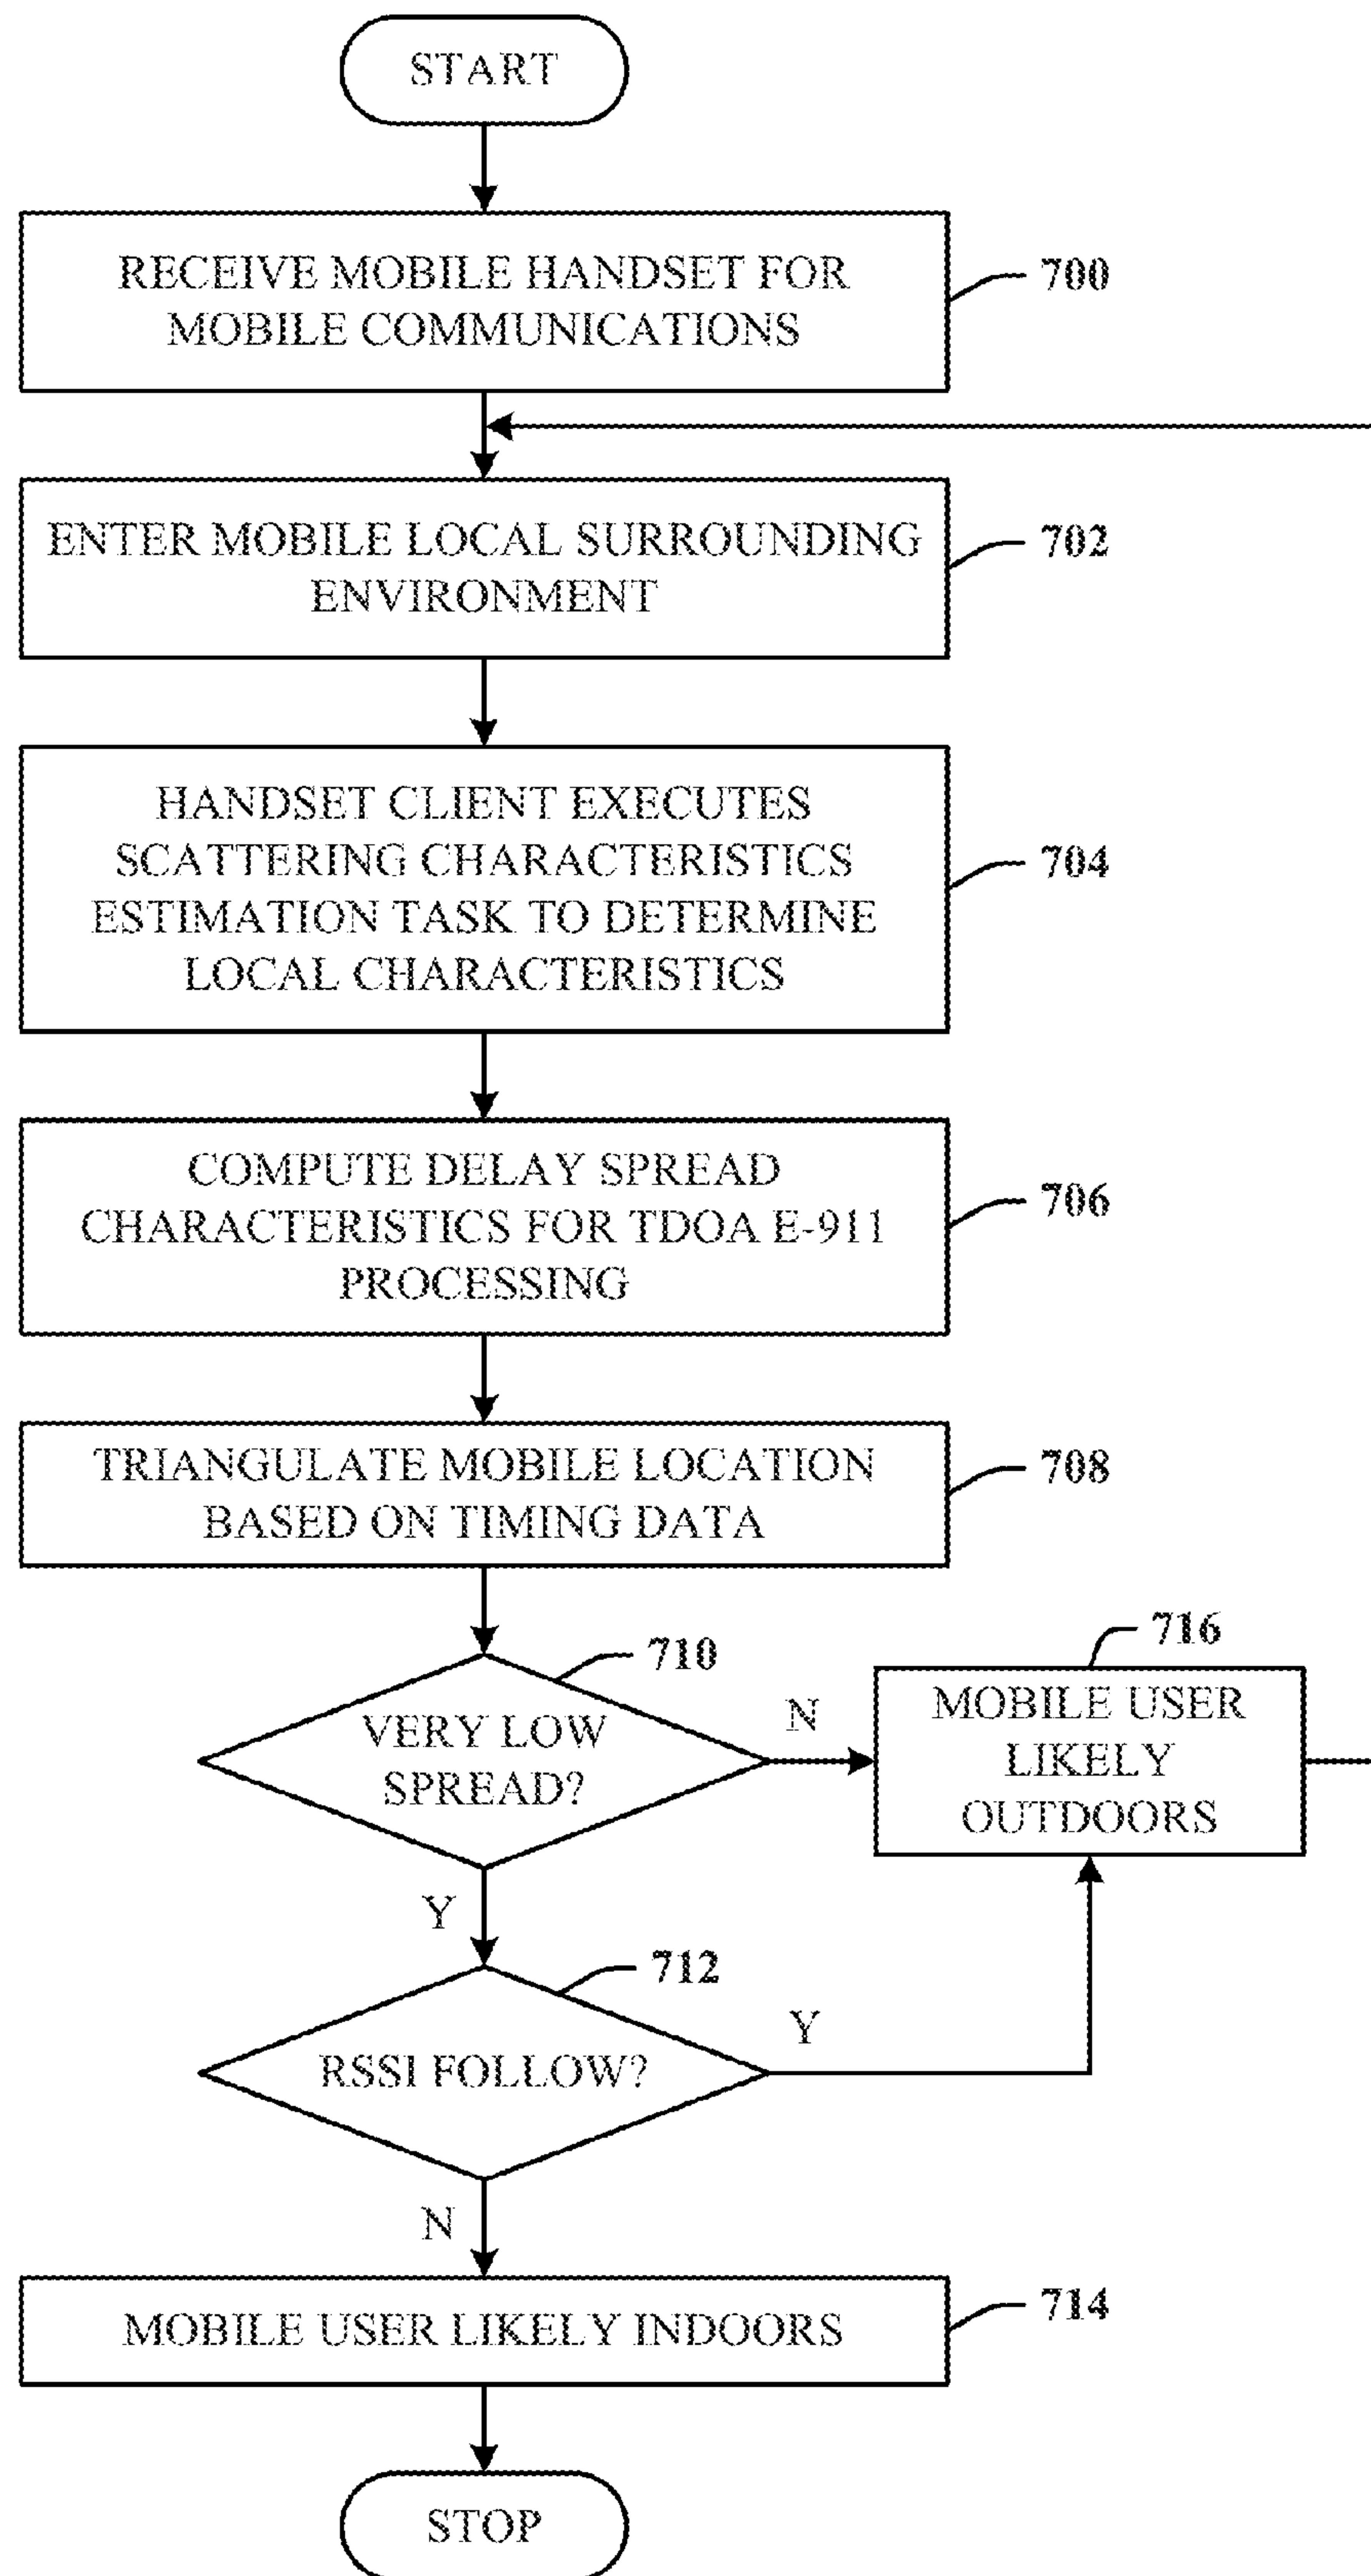 START
RECEIVE MOBILE HANDSET FOR
MOBILE COMMUNICATIONS
700
ENTER MOBILE LOCAL SURROUNDING
ENVIRONMENT
702
HANDSET CLIENT EXECUTES
SCATTERING CHARACTERISTICS
ESTIMATION TASK TO DETERMINE
LOCAL CHARACTERISTICS
704
COMPUTE DELAY SPREAD
CHARACTERISTICS FOR TDOA E-911
PROCESSING
706
TRIANGULATE MOBILE LOCATION
BASED ON TIMING DATA
708
710
VERY LOW
SPREAD?
N
716
MOBILE USER
LIKELY
OUTDOORS
Y
712
RSSI FOLLOW?
Y
N
MOBILE USER LIKELY INDOORS
714
STOP